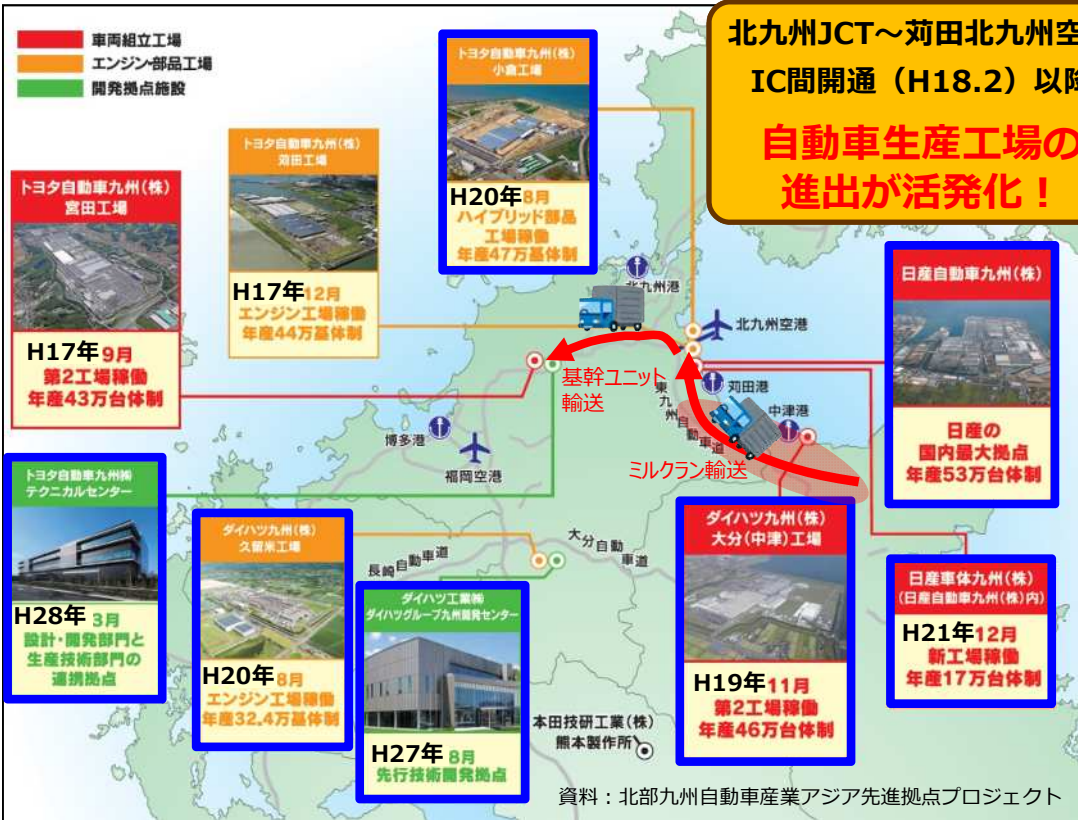 車両組立工場
エンジン・部品工場
開発拠点施設
北九州JCT～苅田北九州空
IC間開通（H18.2）以降
自動車生産工場の
進出が活発化！
トヨタ自動車九州(株)
小倉工場
H20年8月
ハイブリッド部品
工場稼働
年産47万基体制
トヨタ自動車九州(株)
苅田工場
H17年12月
エンジン工場稼働
年産44万基体制
トヨタ自動車九州(株)
宮田工場
H17年9月
第2工場稼働
年産43万台体制
日産自動車九州(株)
日産の
国内最大拠点
年産53万台体制
北九州港
北九州空港
基幹ユニット
輸送
東九州自動車道
苅田港
中津港
ミルクラン輸送
博多港
福岡空港
トヨタ自動車九州㈱
テクニカルセンター
H28年 3月
設計・開発部門と
生産技術部門の
連携拠点
ダイハツ九州(株)
久留米工場
H20年8月
エンジン工場稼働
年産32.4万基体制
長崎自動車道
大分自動車道
ダイハツ工業㈱
ダイハツグループ九州開発センター
H27年 8月
先行技術開発拠点
ダイハツ九州(株)
大分(中津)工場
H19年11月
第2工場稼働
年産46万台体制
日産車体九州(株)
(日産自動車九州(株)内)
H21年12月
新工場稼働
年産17万台体制
本田技研工業(株)
熊本製作所
資料：北部九州自動車産業アジア先進拠点プロジェクト